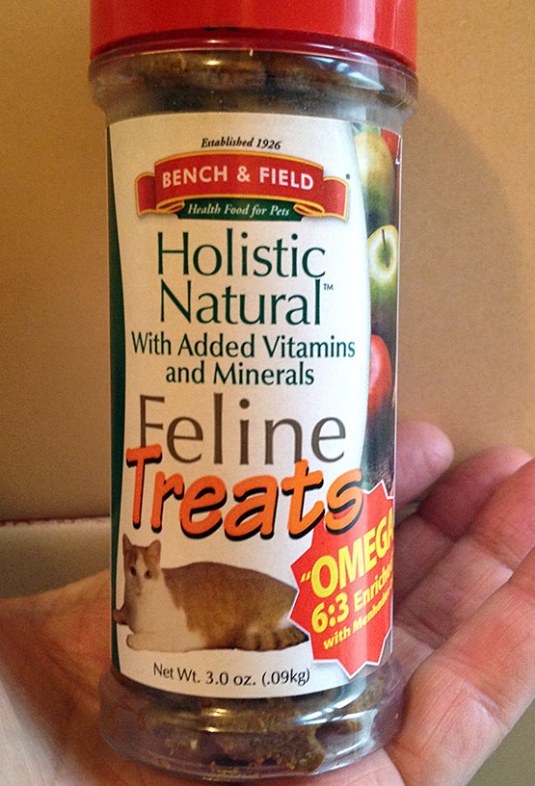 Established 1926
BENCH & FIELD
Health Food for Pets
Holistic
Natural™
With Added Vitamins
and Minerals
Feline
Treats
"OMEGA
6:3
with
Net Wt. 3.0 oz. (.09kg)